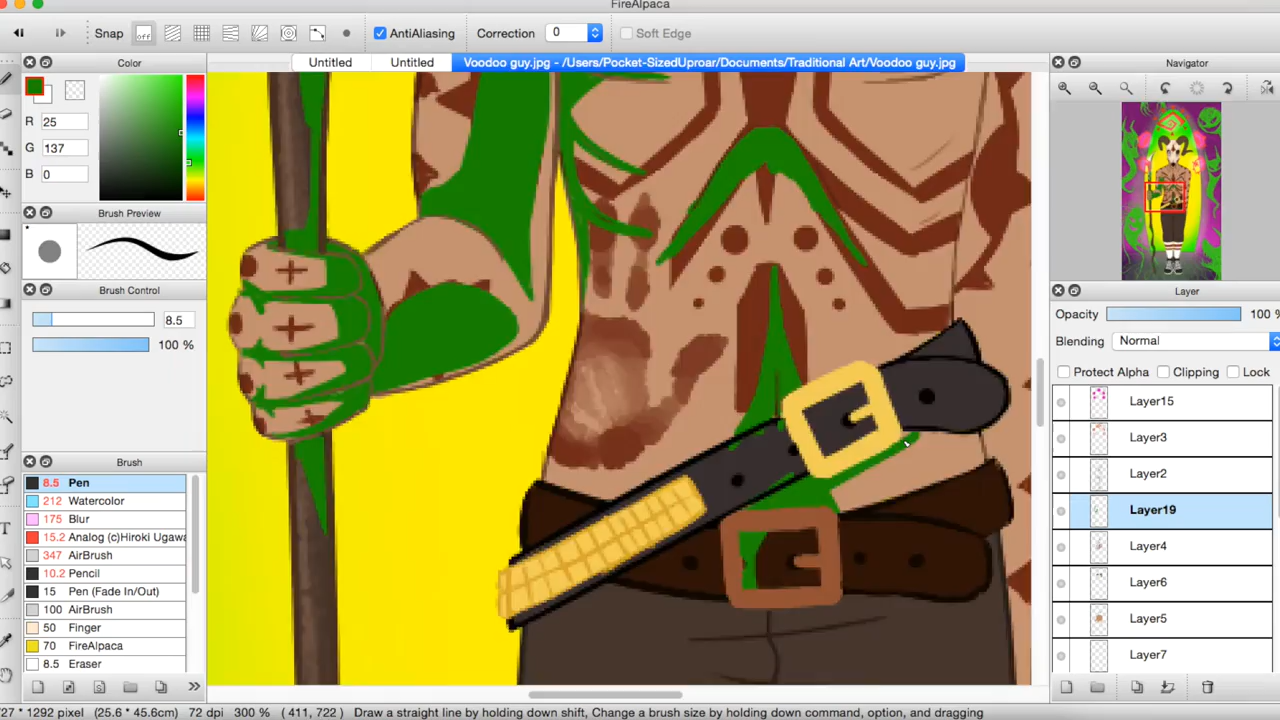 FireAlpaca
Snap off AntiAliasing Correction 0 Soft Edge
Color Untitled Untitled Voodoo guy.jpg - /Users/Pocket-SizedUproar/Documents/Traditional Art/Voodoo guy.jpg Navigator
R 25
G 137
B 0
Brush Preview
Brush Control
8.5
100 %
Brush
8.5 Pen
212 Watercolor
175 Blur
15.2 Analog (c)Hiroki Ugawa
347 AirBrush
10.2 Pencil
15 Pen (Fade In/Out)
100 AirBrush
50 Finger
70 FireAlpaca
8.5 Eraser
Layer
Opacity 100 %
Blending Normal
Protect Alpha Clipping Lock
Layer15
Layer3
Layer2
Layer19
Layer4
Layer6
Layer5
Layer7
27 * 1292 pixel (25.6 * 45.6cm) 72 dpi 300 % ( 411, 722 ) Draw a straight line by holding down shift, Change a brush size by holding down command, option, and dragging